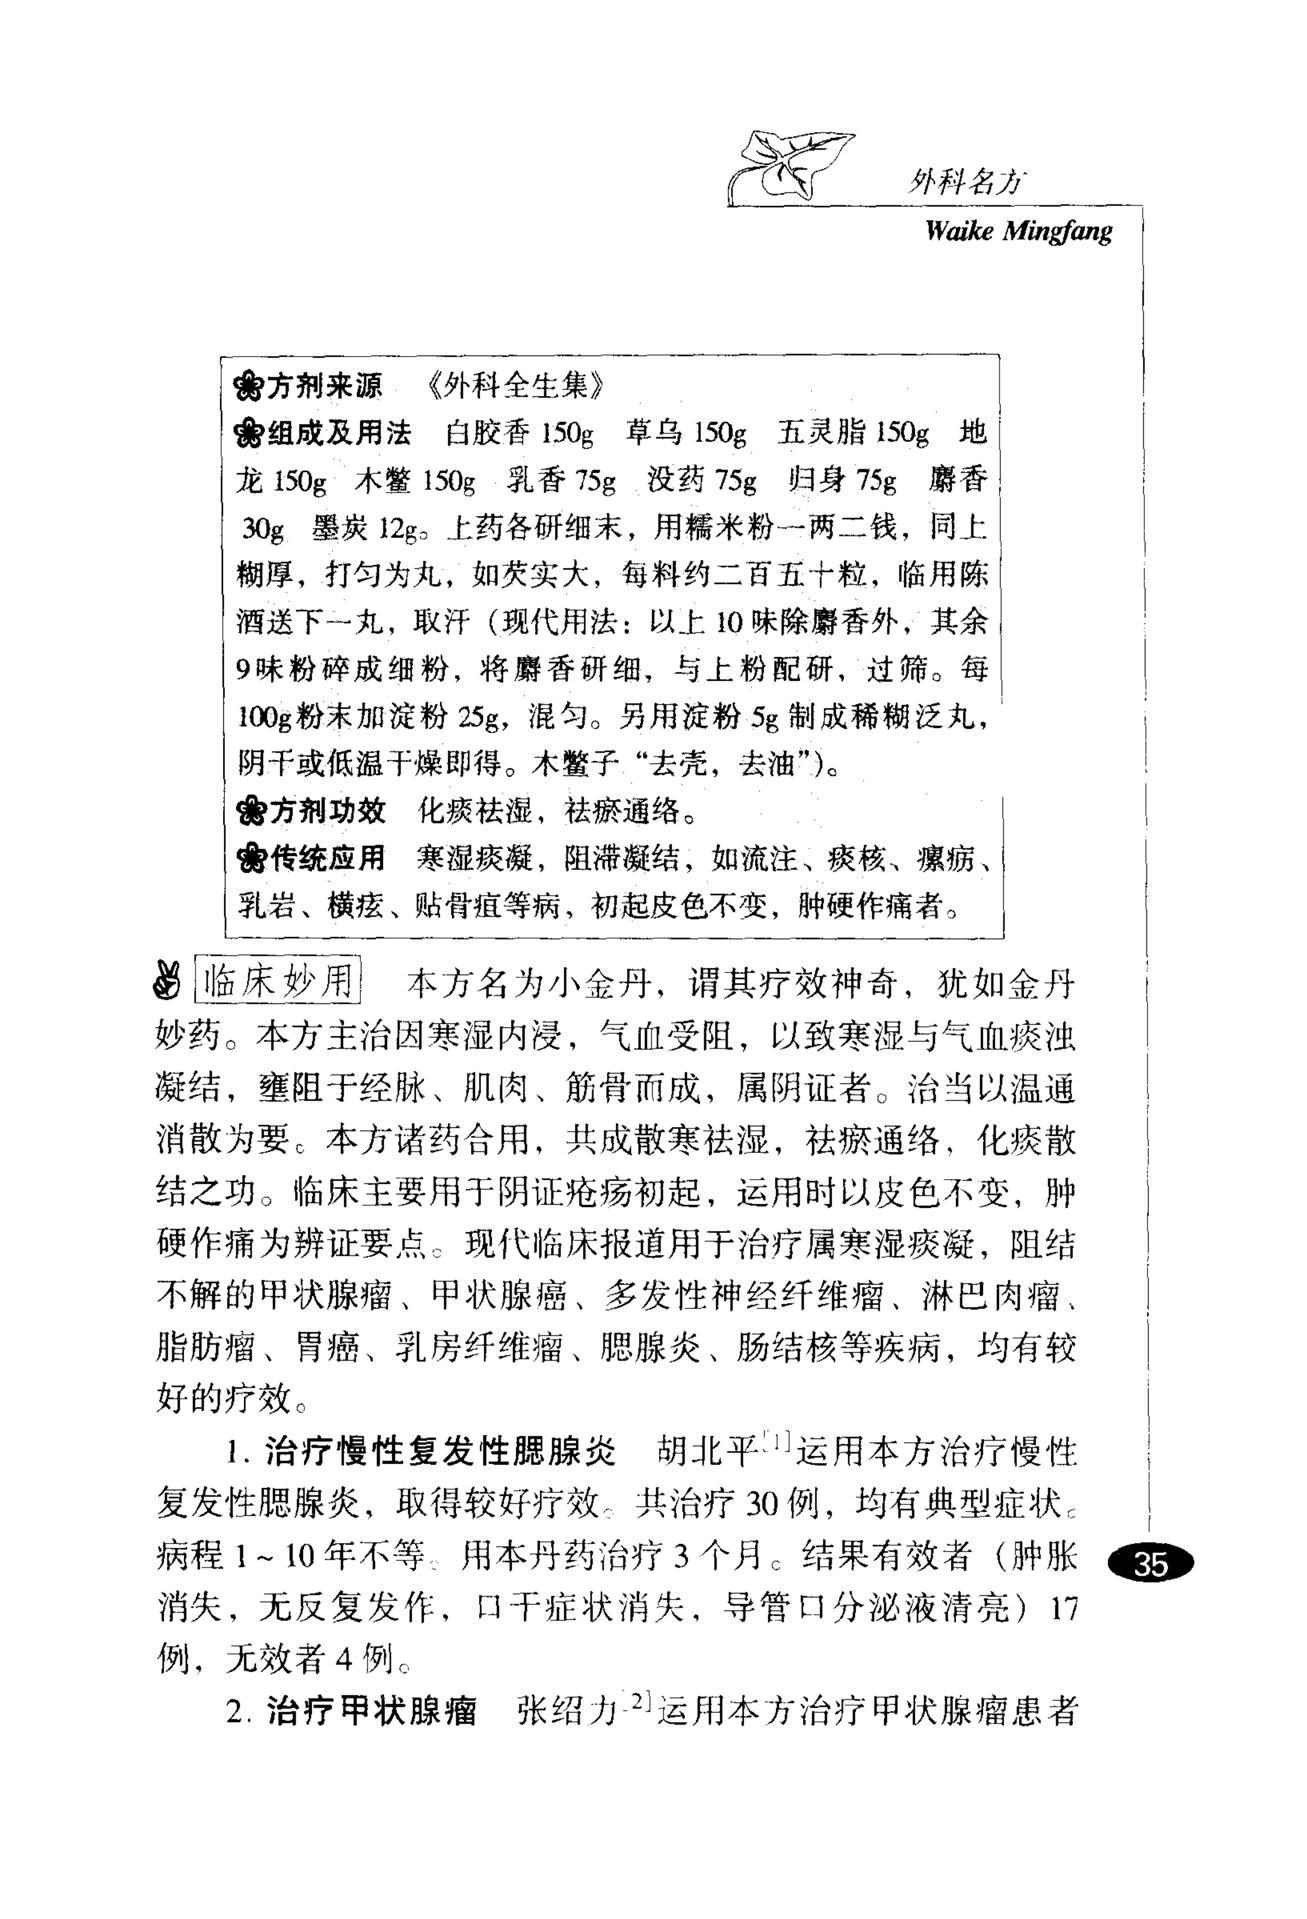 外科名方
Waike Mingfang
方剂来源 《外科全生集》
组成及用法 白胶香 150g 草乌 150g 五灵脂 150g 地
龙 150g 木鳖 150g 乳香 75g 没药 75g 归身 75g 麝香
30g 墨炭 12g。上药各研细末，用糯米粉一两二钱，同上
糊厚，打匀为丸，如芡实大，每料约二百五十粒，临用陈
酒送下一丸，取汗（现代用法：以上 10 味除麝香外，其余
9味粉碎成细粉，将麝香研细，与上粉配研，过筛。每
100g粉末加淀粉 25g，混匀。另用淀粉 5g 制成稀糊泛丸，
阴干或低温干燥即得。木鳖子“去壳，去油”）。
方剂功效 化痰祛湿，祛瘀通络。
传统应用 寒湿痰凝，阻滞凝结，如流注、痰核、瘰疬、
乳岩、横痃、贴骨疽等病，初起皮色不变，肿硬作痛者。
临床妙用 本方名为小金丹，谓其疗效神奇，犹如金丹
妙药。本方主治因寒湿内浸，气血受阻，以致寒湿与气血痰浊
凝结，壅阻于经脉、肌肉、筋骨而成，属阴证者。治当以温通
消散为要。本方诸药合用，共成散寒祛湿，祛瘀通络，化痰散
结之功。临床主要用于阴证疮疡初起，运用时以皮色不变，肿
硬作痛为辨证要点。现代临床报道用于治疗属寒湿痰凝，阻结
不解的甲状腺瘤、甲状腺癌、多发性神经纤维瘤、淋巴肉瘤、
脂肪瘤、胃癌、乳房纤维瘤、腮腺炎、肠结核等疾病，均有较
好的疗效。
1. 治疗慢性复发性腮腺炎 胡北平[1]运用本方治疗慢性
复发性腮腺炎，取得较好疗效。共治疗 30 例，均有典型症状。
病程 1～10 年不等。用本丹药治疗 3 个月。结果有效者（肿胀
消失，无反复发作，口干症状消失，导管口分泌液清亮）17
例，无效者 4 例。
2. 治疗甲状腺瘤 张绍力[2]运用本方治疗甲状腺瘤患者
35